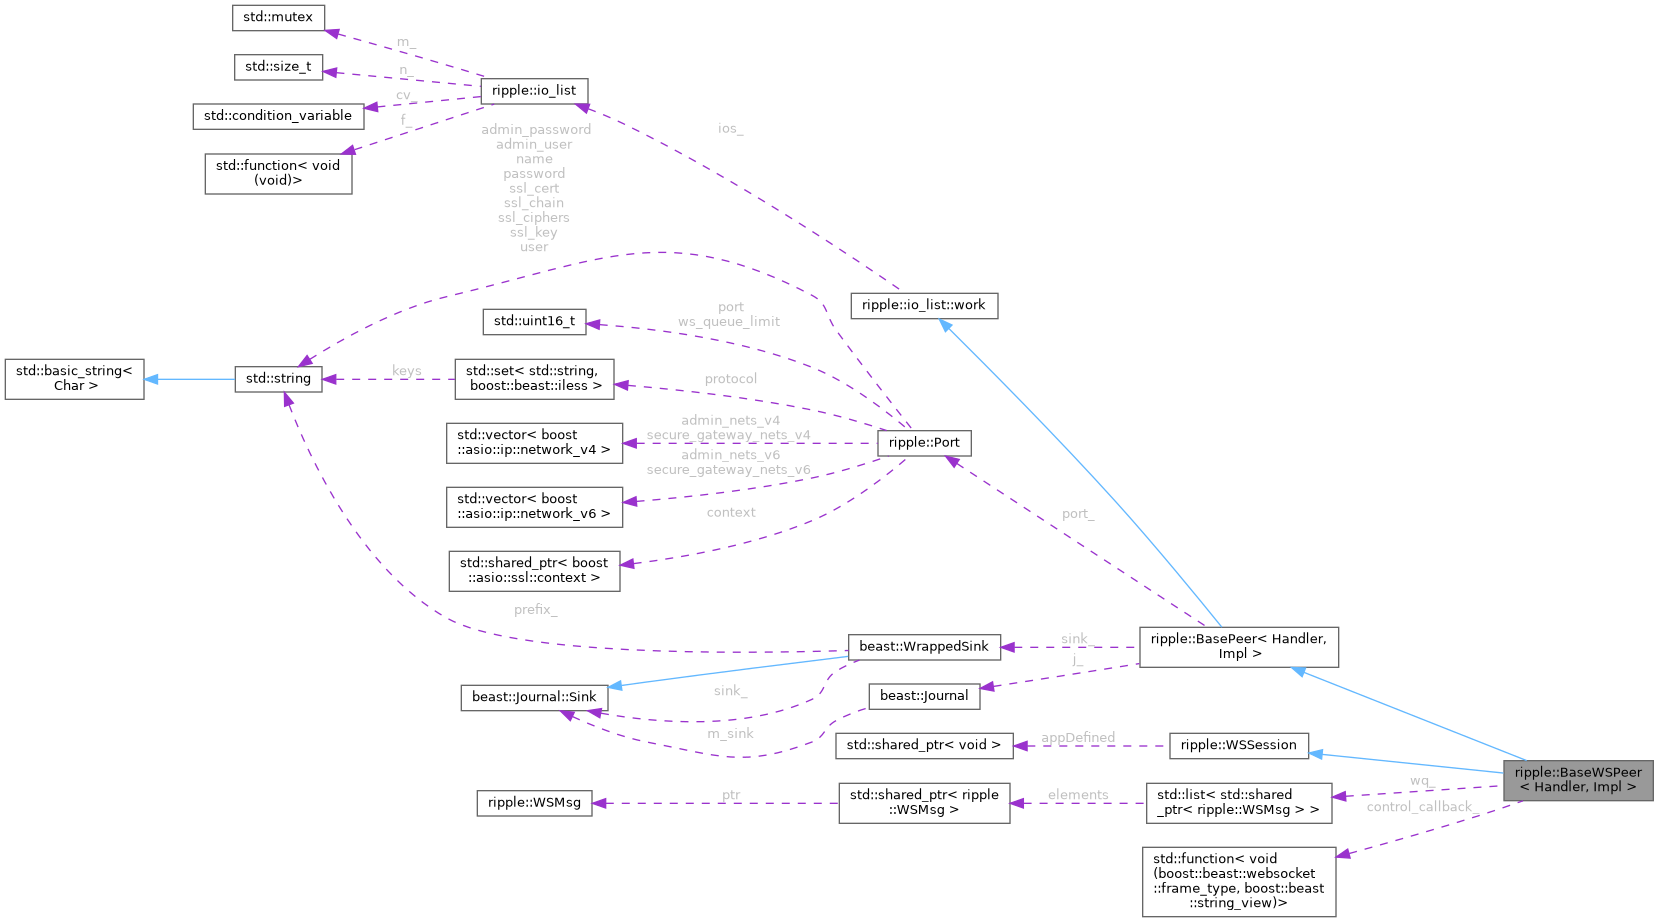 std::mutex
m_
std::size_t
n_
ripple::io_list
cv_
std::condition_variable
f_
std::function< void
(void)>
ios_
admin_password
admin_user
name
password
ssl_cert
ssl_chain
ssl_ciphers
ssl_key
user
ripple::io_list::work
port
ws_queue_limit
std::uint16_t
std::basic_string<
Char >
std::string
keys
std::set< std::string,
boost::beast::iless >
protocol
admin_nets_v4
secure_gateway_nets_v4
std::vector< boost
::asio::ip::network_v4 >
ripple::Port
admin_nets_v6
secure_gateway_nets_v6
std::vector< boost
::asio::ip::network_v6 >
context
port_
std::shared_ptr< boost
::asio::ssl::context >
prefix_
beast::WrappedSink
sink_
ripple::BasePeer< Handler,
Impl >
j_
beast::Journal::Sink
sink_
beast::Journal
m_sink
std::shared_ptr< void >
appDefined
ripple::WSSession
ripple::BaseWSPeer
< Handler, Impl >
wq_
ripple::WSMsg
ptr
std::shared_ptr< ripple
::WSMsg >
elements
std::list< std::shared
_ptr< ripple::WSMsg > >
control_callback_
std::function< void
(boost::beast::websocket
::frame_type, boost::beast
::string_view)>